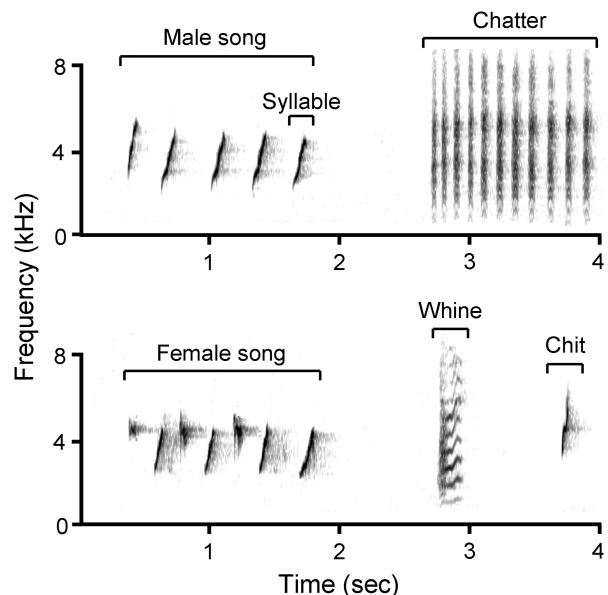 Male song
Chatter
Syllable
8
4
0
1
2
3
4
Frequency (kHz)
Female song
Whine
Chit
8
4
0
1
2
3
4
Time (sec)